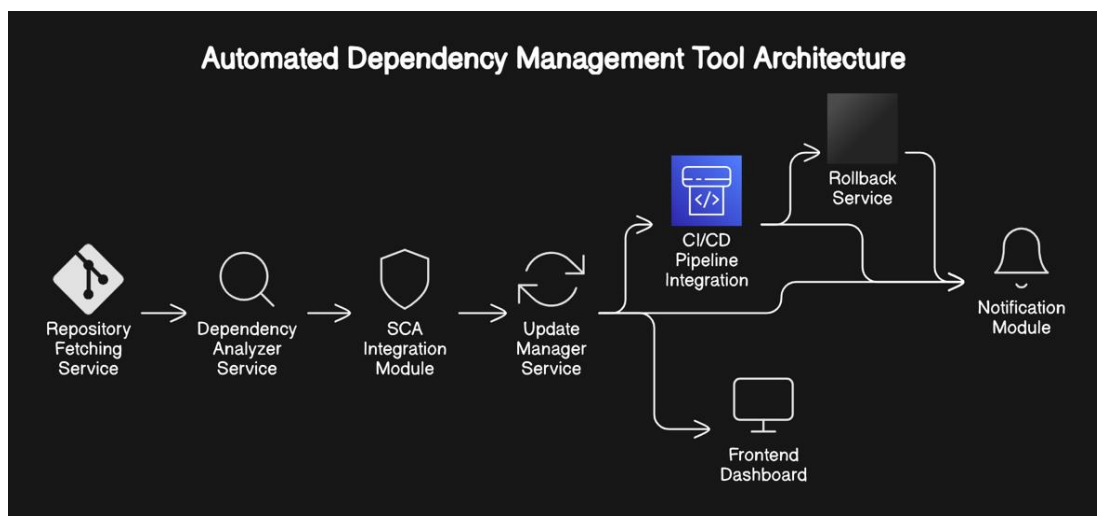 Automated Dependency Management Tool Architecture
Rollback
Service
</>
CI/CD
Pipeline
Integration
Repository
Fetching
Service
Dependency
Analyzer
Service
SCA
Integration
Module
Update
Manager
Service
Notification
Module
Frontend
Dashboard